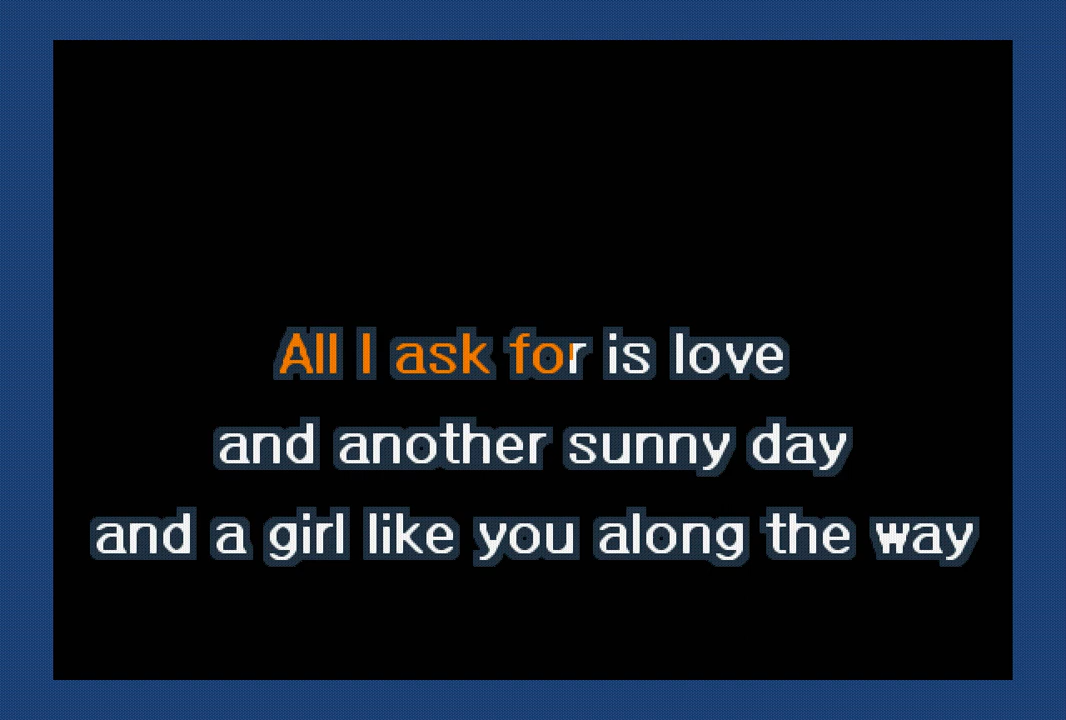 All I ask for is love
and another sunny day
and a girl like you along the way